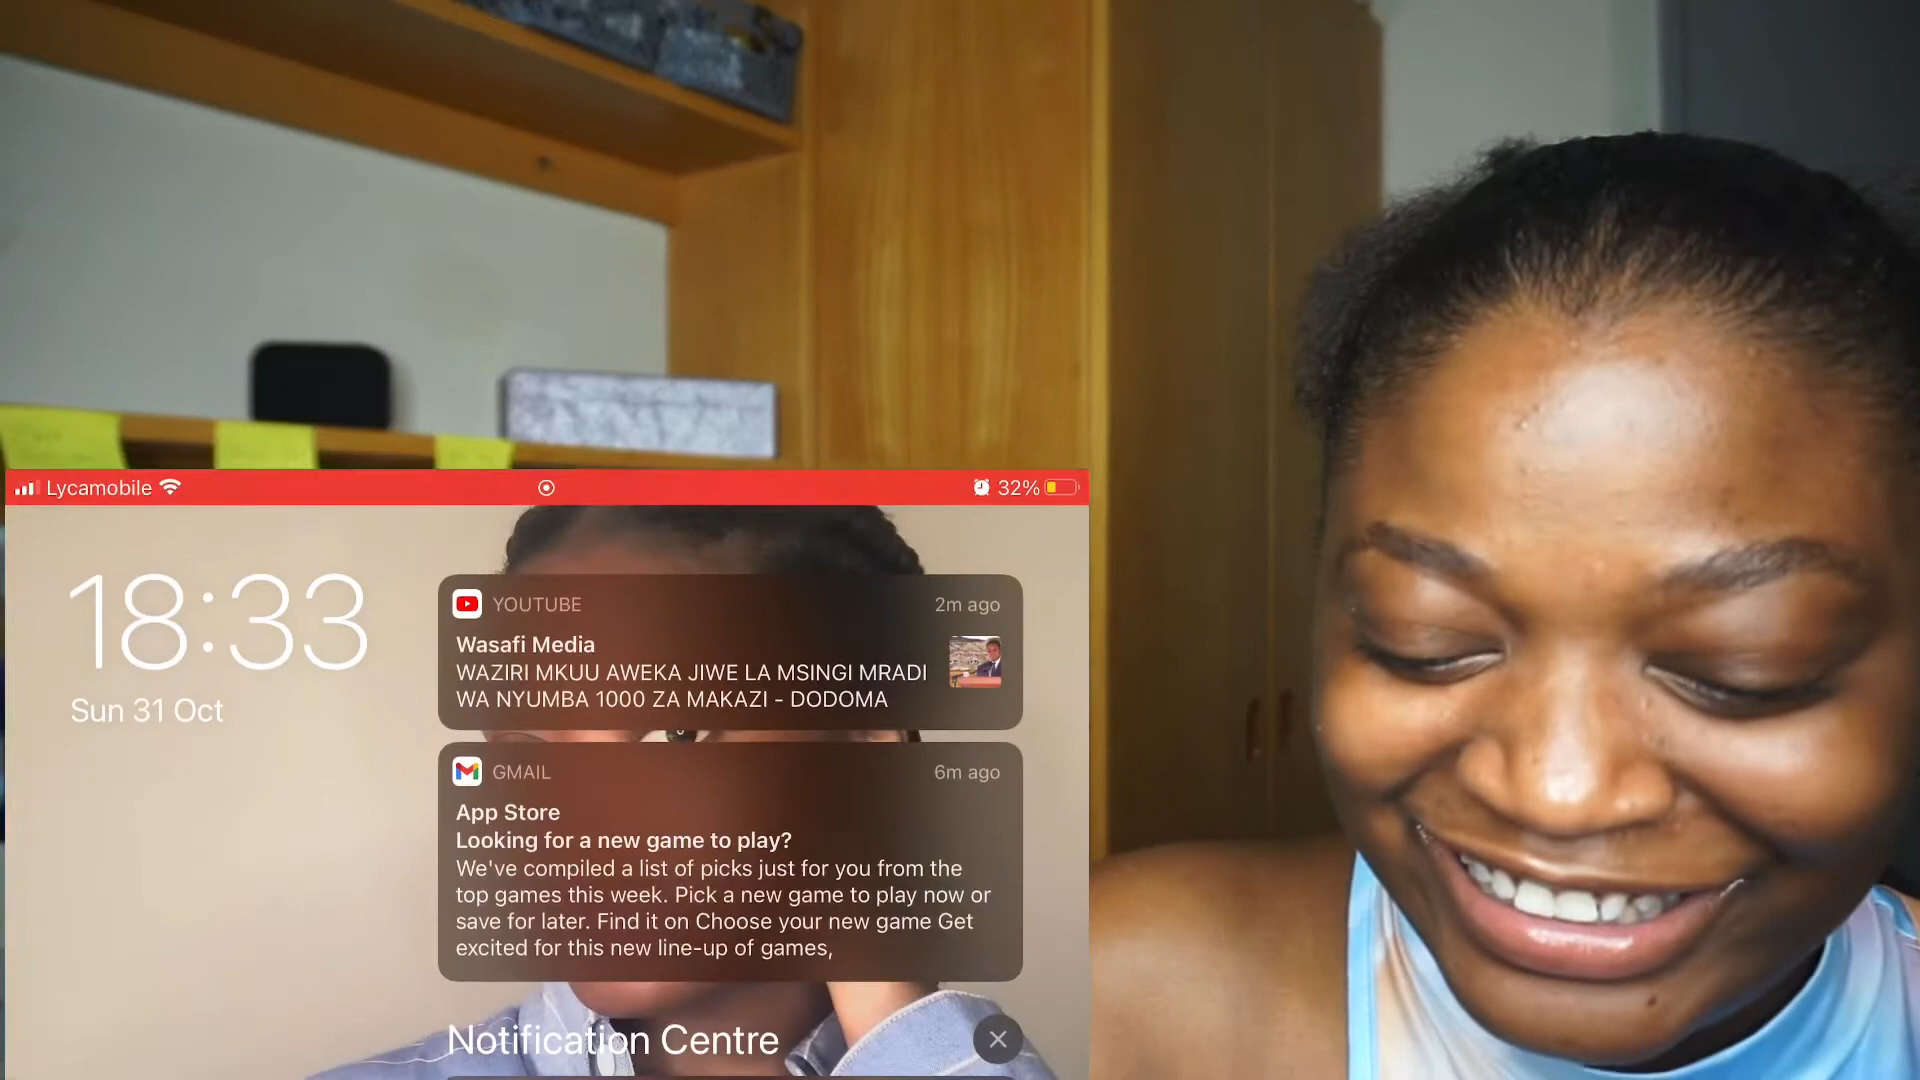 Lycamobile
32%
18:33
Sun 31 Oct
YOUTUBE
2m ago
Wasafi Media
WAZIRI MKUU AWEKA JIWE LA MSINGI MRADI
WA NYUMBA 1000 ZA MAKAZI - DODOMA
GMAIL
6m ago
App Store
Looking for a new game to play?
We've compiled a list of picks just for you from the
top games this week. Pick a new game to play now or
save for later. Find it on Choose your new game Get
excited for this new line-up of games,
Notification Centre